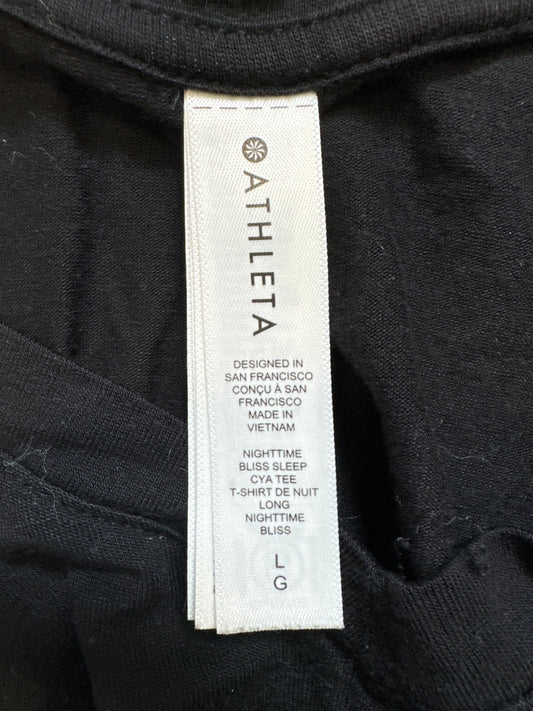 ATHLETA
DESIGNED IN
SAN FRANCISCO
CONÇU À SAN
FRANCISCO
MADE IN
VIETNAM
NIGHTTIME
BLISS SLEEP
CYA TEE
T-SHIRT DE NUIT
LONG
NIGHTTIME
BLISS
L
G